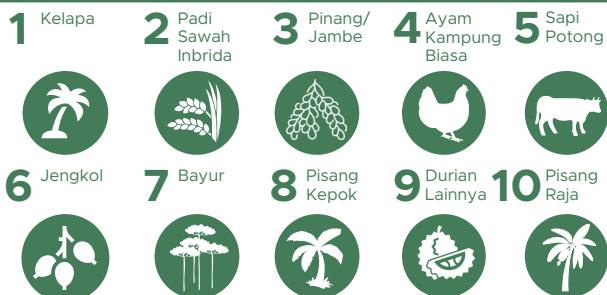 1 Kelapa
2 Padi
Sawah
Inbrida
3 Pinang/
Jambe
4 Ayam
Kampung
Biasa
5 Sapi
Potong
6 Jengkol
7 Bayur
8 Pisang
Kepok
9 Durian
Lainnya
10 Pisang
Raja